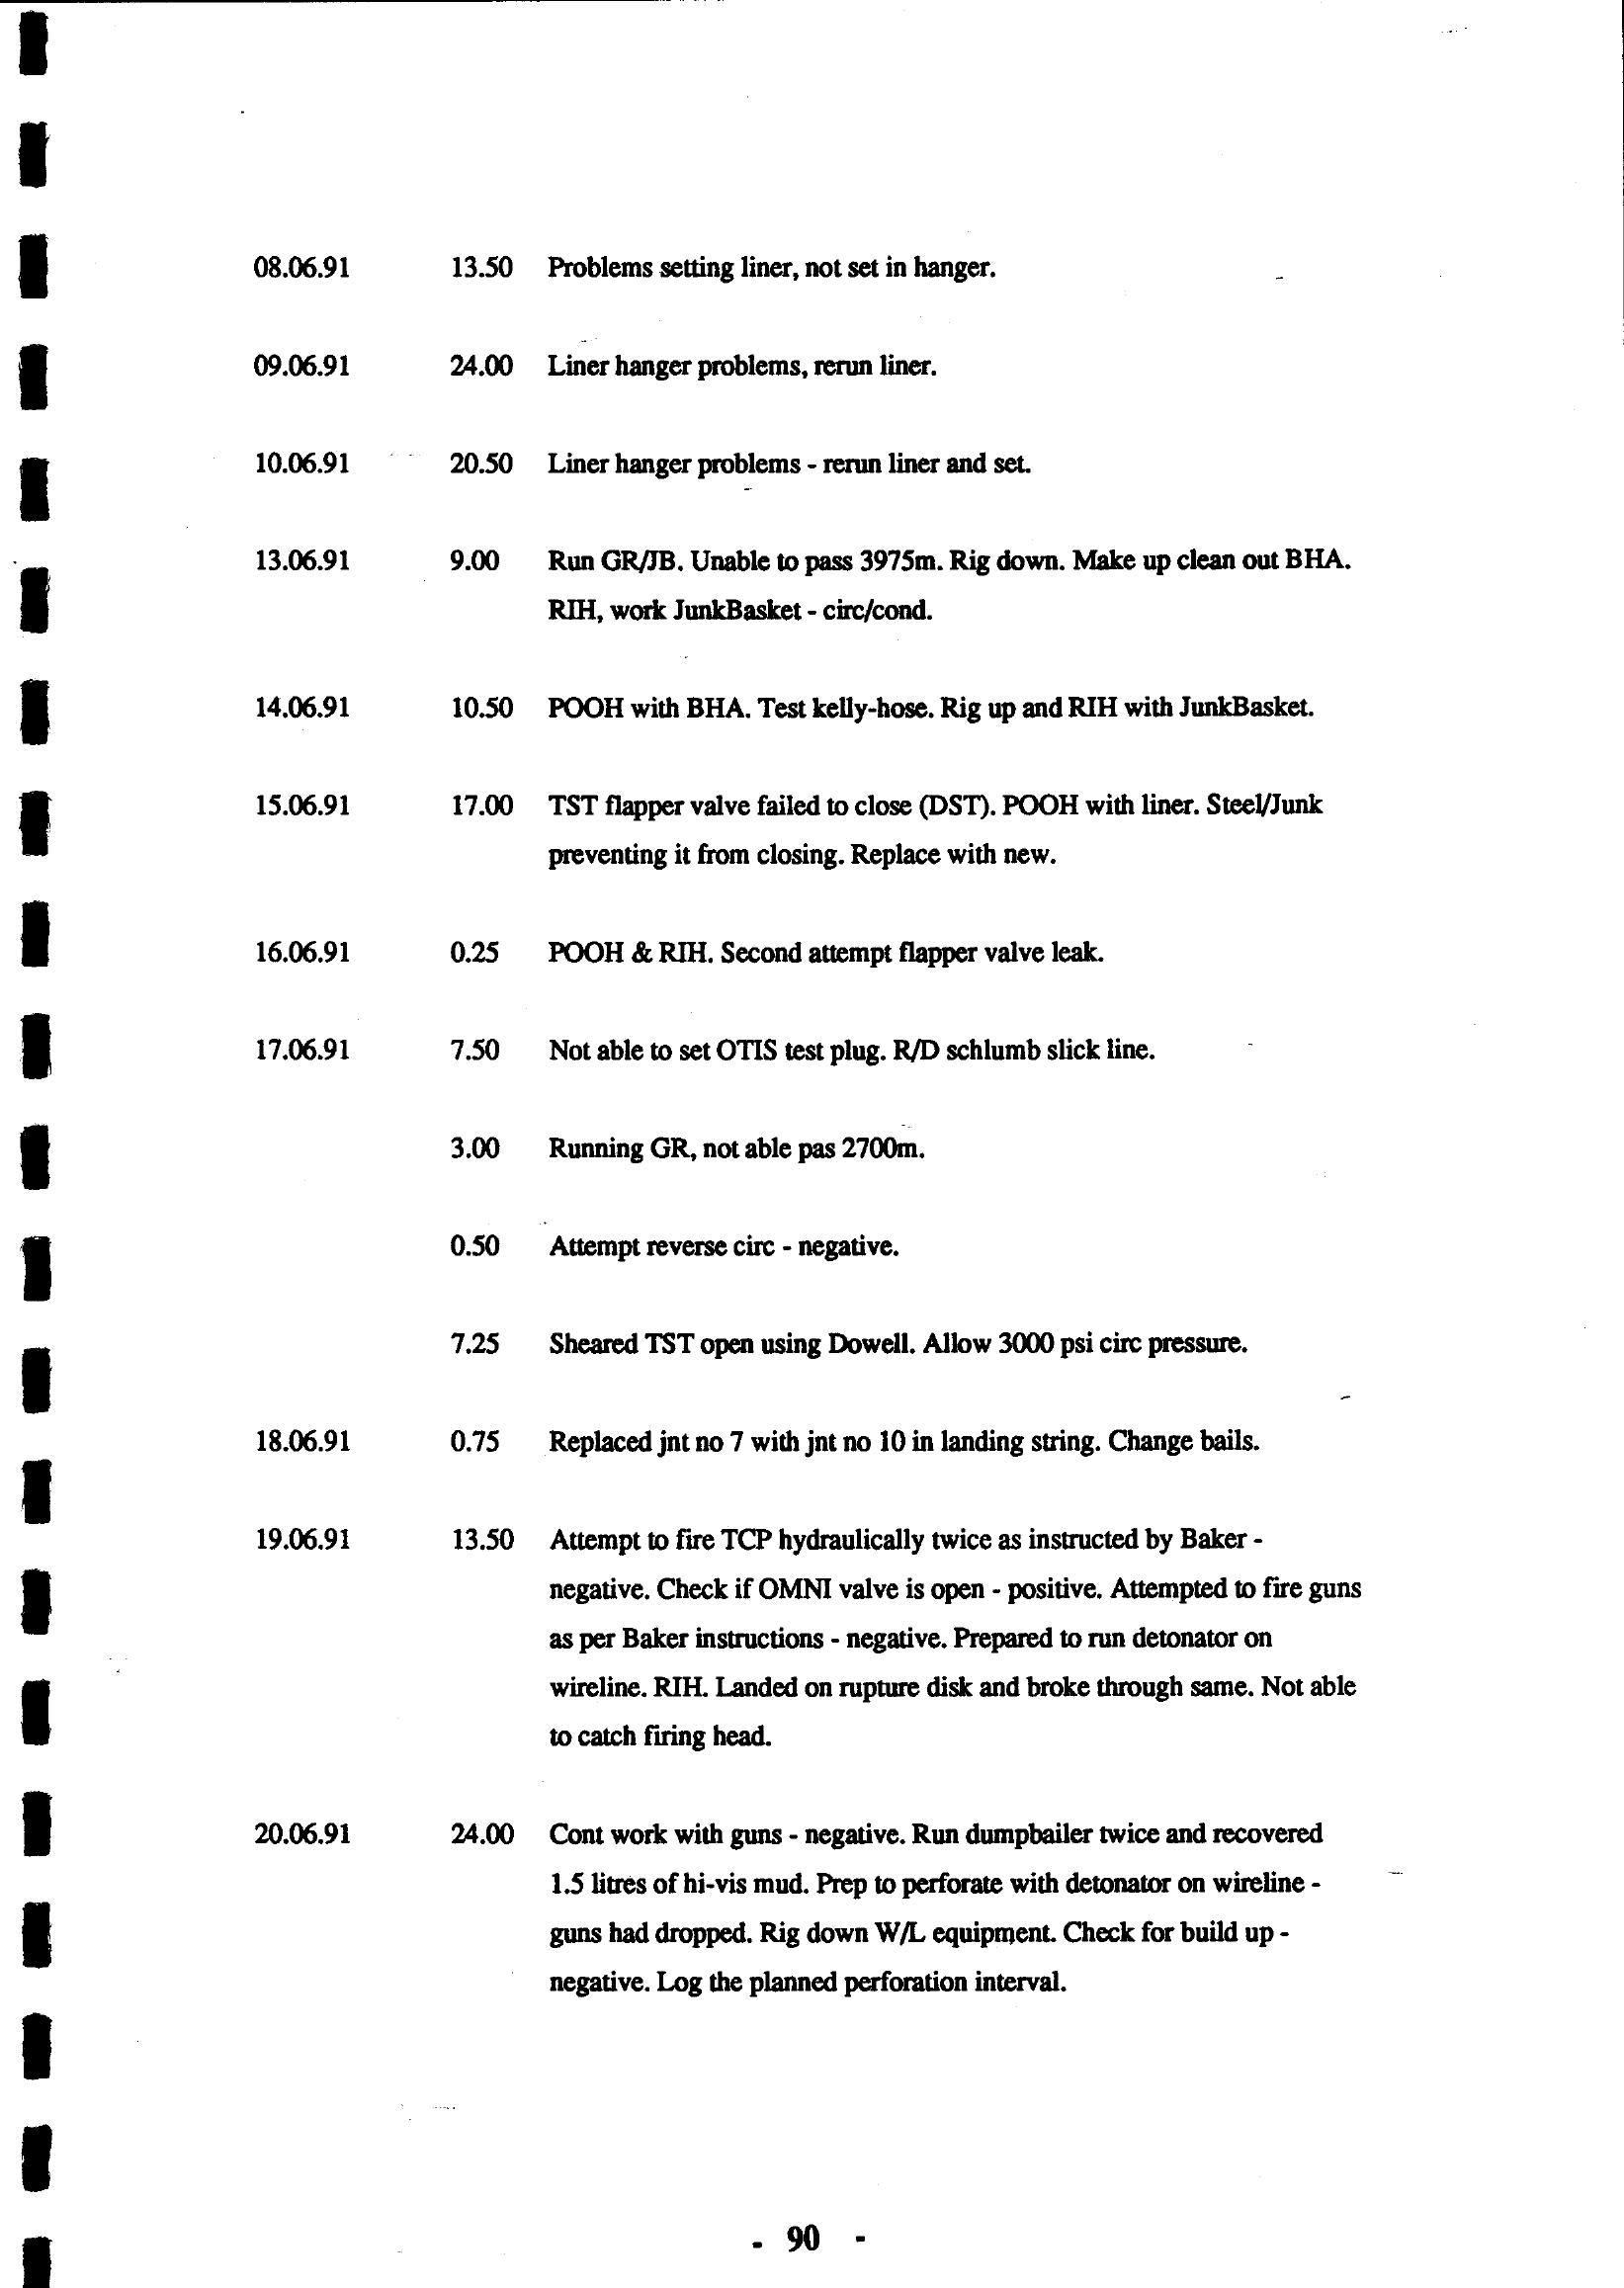 08.06.91 13.50 Problems setting liner, not set in hanger.
09.06.91 24.00 Liner hanger problems, rerun liner.
10.06.91 20.50 Liner hanger problems - rerun liner and set.
13.06.91 9.00 Run GR/JB. Unable to pass 3975m. Rig down. Make up clean out BHA.
RIH, work JunkBasket - circ/cond.
14.06.91 10.50 POOH with BHA. Test kelly-hose. Rig up and RIH with JunkBasket.
15.06.91 17.00 TST flapper valve failed to close (DST). POOH with liner. Steel/Junk
preventing it from closing. Replace with new.
16.06.91 0.25 POOH & RIH. Second attempt flapper valve leak.
17.06.91 7.50 Not able to set OTIS test plug. R/D schlumb slick line.
3.00 Running GR, not able pas 2700m.
0.50 Attempt reverse circ - negative.
7.25 Sheared TST open using Dowell. Allow 3000 psi circ pressure.
18.06.91 0.75 Replaced jnt no 7 with jnt no 10 in landing string. Change bails.
19.06.91 13.50 Attempt to fire TCP hydraulically twice as instructed by Baker -
negative. Check if OMNI valve is open - positive. Attempted to fire guns
as per Baker instructions - negative. Prepared to run detonator on
wireline. RIH. Landed on rupture disk and broke through same. Not able
to catch firing head.
20.06.91 24.00 Cont work with guns - negative. Run dumpbailer twice and recovered
1.5 litres of hi-vis mud. Prep to perforate with detonator on wireline -
guns had dropped. Rig down W/L equipment. Check for build up -
negative. Log the planned perforation interval.
- 90 -